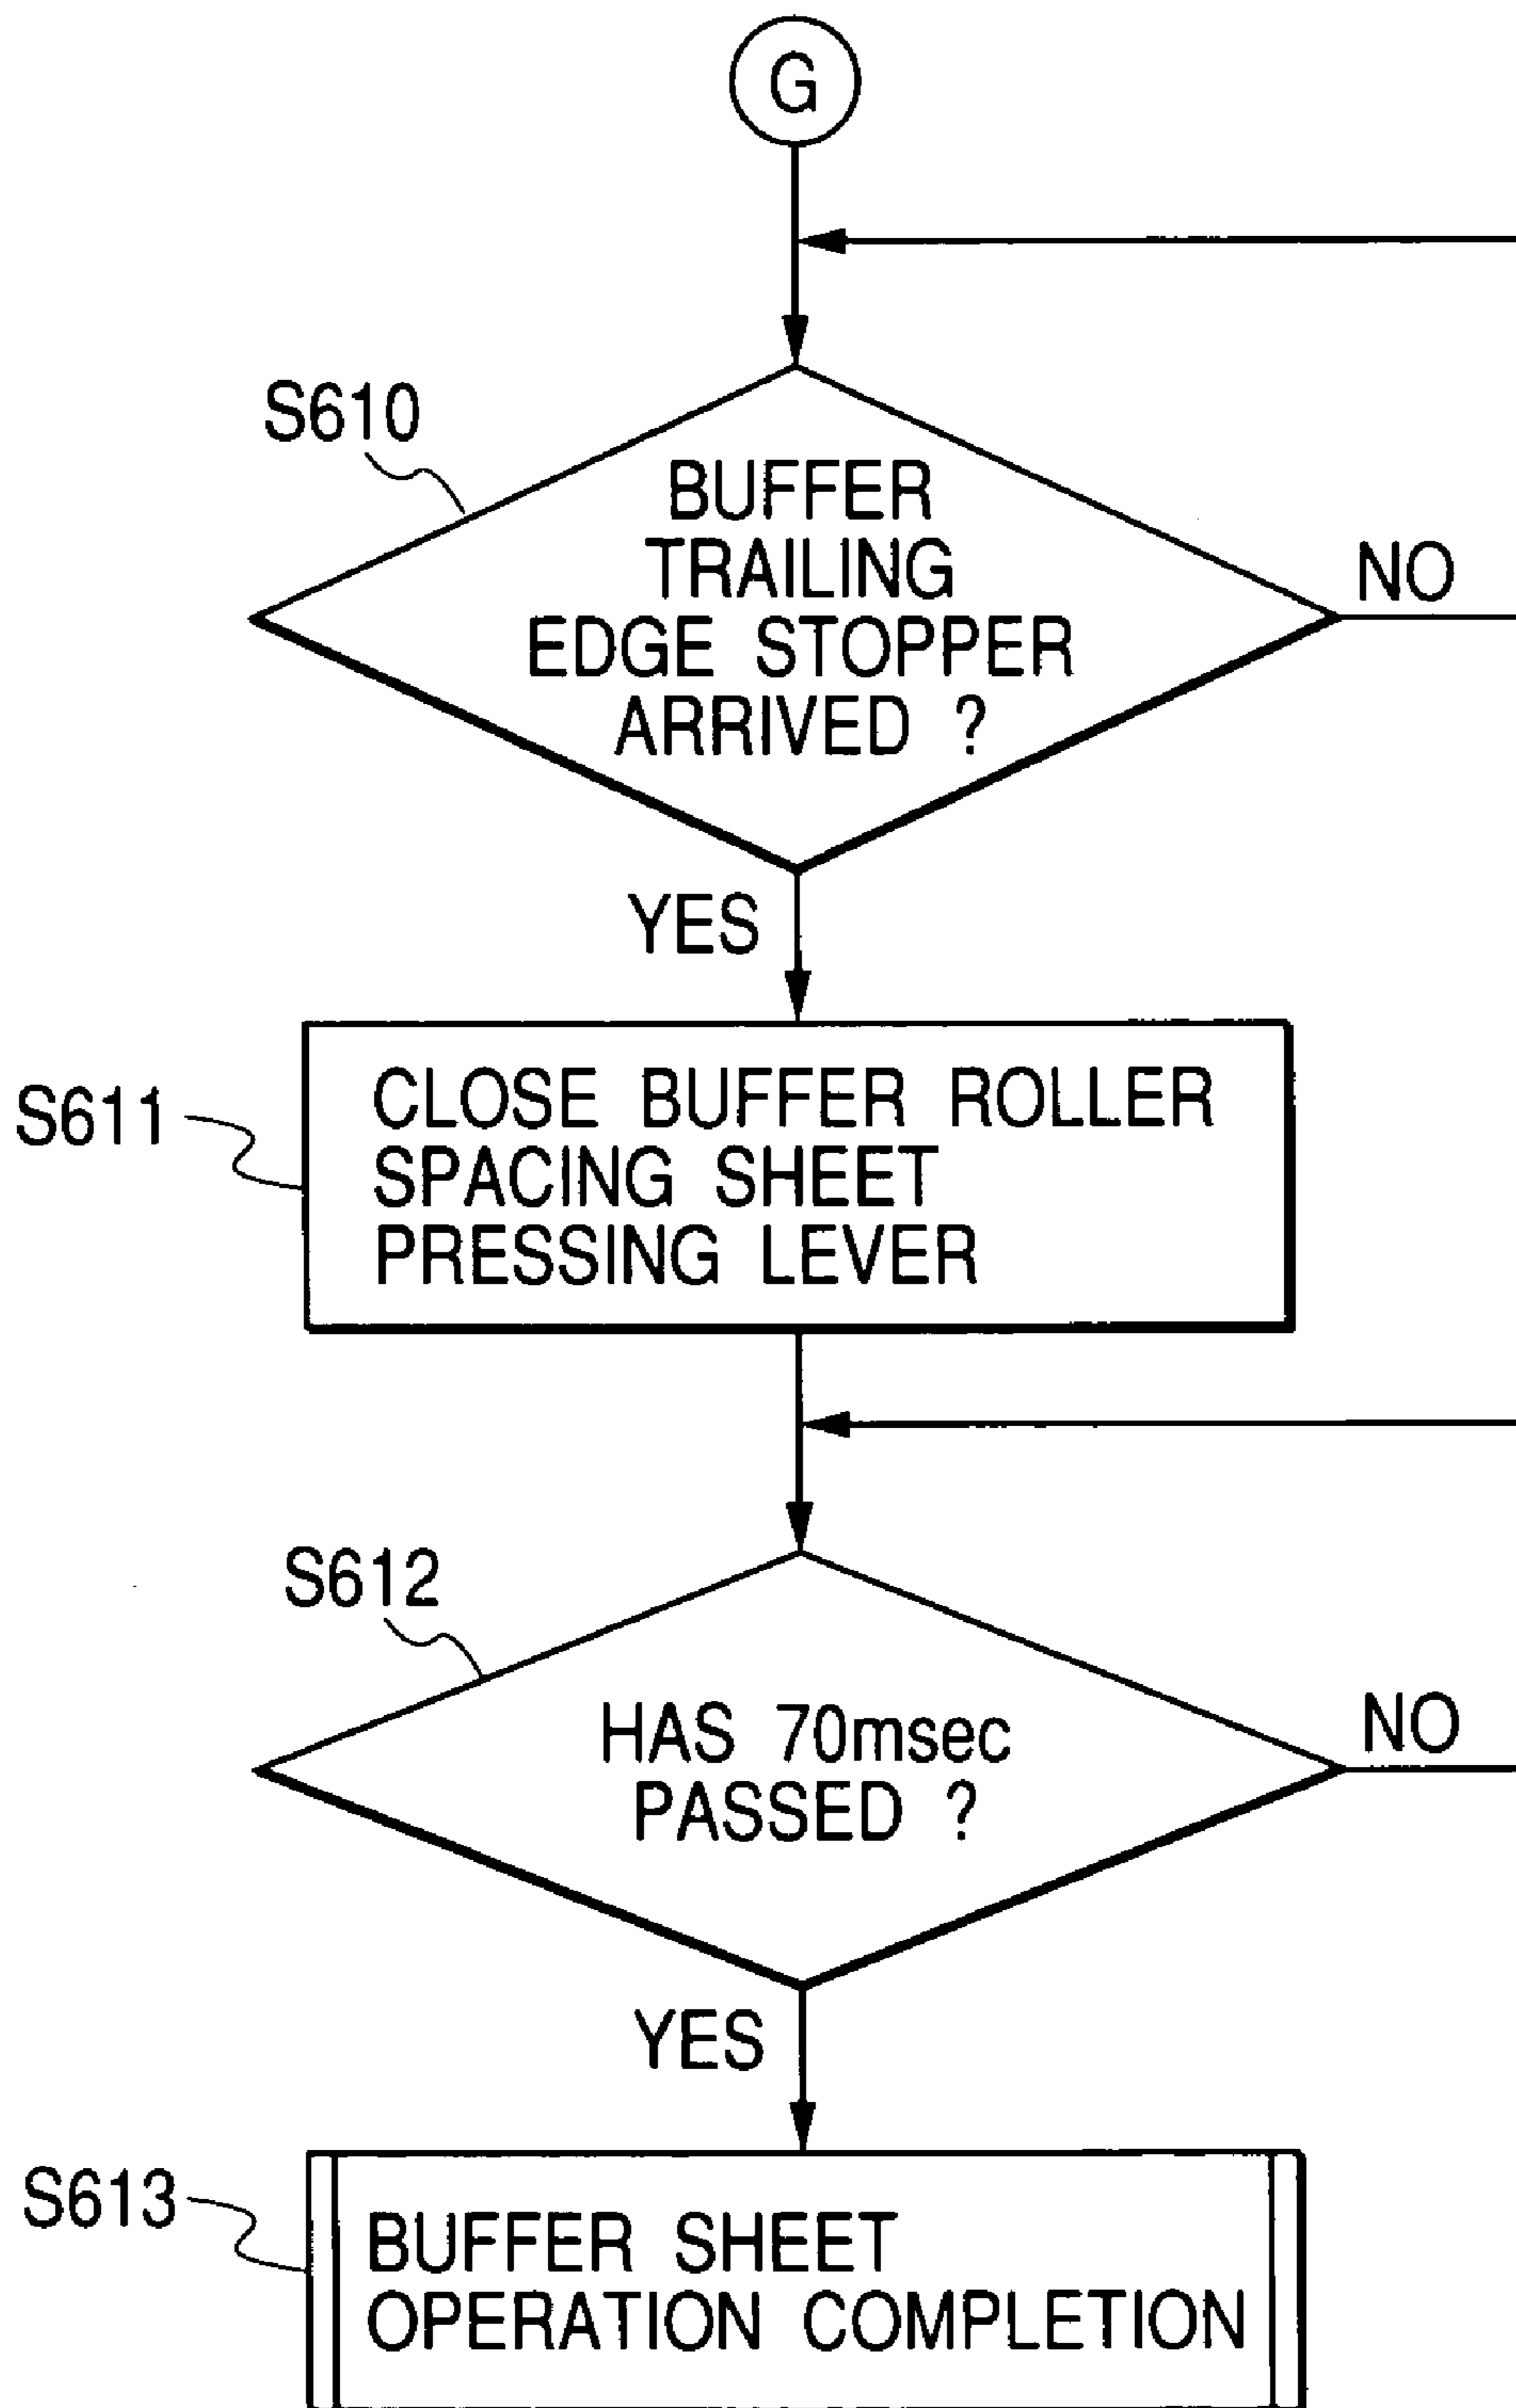 G
S610
BUFFER
TRAILING
EDGE STOPPER
ARRIVED ?
NO
YES
S611
CLOSE BUFFER ROLLER
SPACING SHEET
PRESSING LEVER
S612
HAS 70msec
PASSED ?
NO
YES
S613
BUFFER SHEET
OPERATION COMPLETION